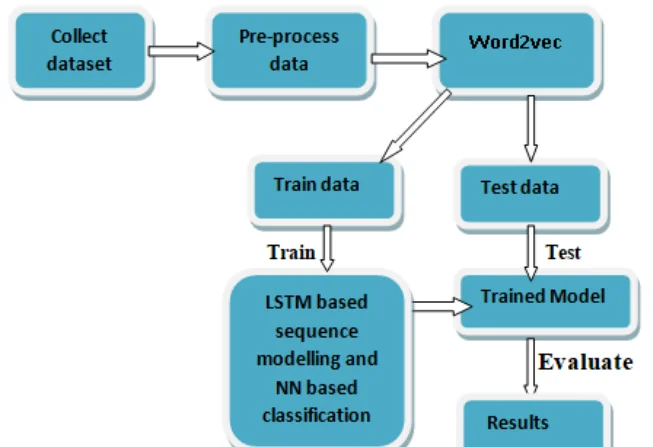 Collect
dataset
Pre-process
data
Word2vec
Train data
Test data
Train
Test
LSTM based
sequence
modelling and
NN based
classification
Trained Model
Evaluate
Results